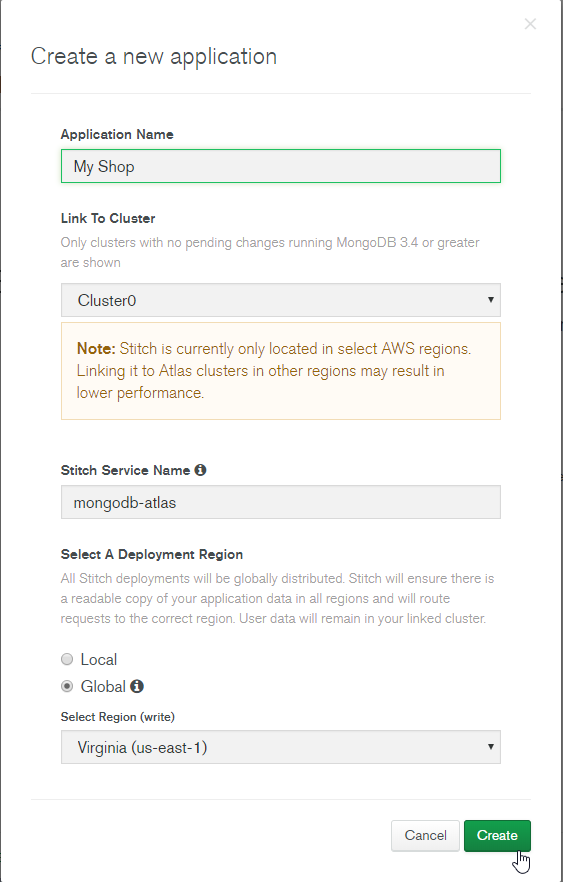 Create a new application
Application Name
My Shop
Link To Cluster
Only clusters with no pending changes running MongoDB 3.4 or greater
are shown
Cluster0
Note: Stitch is currently only located in select AWS regions.
Linking it to Atlas clusters in other regions may result in
lower performance.
Stitch Service Name
mongodb-atlas
Select A Deployment Region
All Stitch deployments will be globally distributed. Stitch will ensure there is
a readable copy of your application data in all regions and will route
requests to the correct region. User data will remain in your linked cluster.
Local
Global
Select Region (write)
Virginia (us-east-1)
Cancel Create